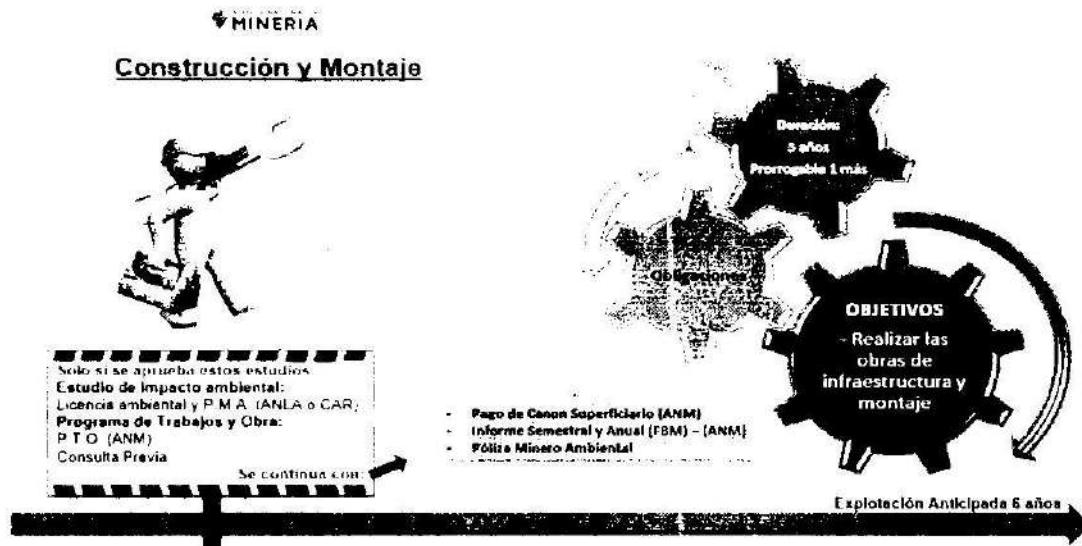 MINERIA
Construcción y Montaje
Duración:
3 años
Prorrogable 1 más
Obligaciones
OBJETIVOS
- Realizar las
obras de
infraestructura y
montaje
Solo si se aprueba estos estudios
Estudio de Impacto ambiental:
Licencia ambiental y P.M.A. (ANLA o CAR)
Programa de Trabajos y Obra:
P.T.O. (ANM)
Consulta Previa
Se continua con:
- Pago de Canon Superficiario (ANM)
- Informe Semestral y Anual (FBM) – (ANM)
- Póliza Minero Ambiental
Explotación Anticipada 6 años